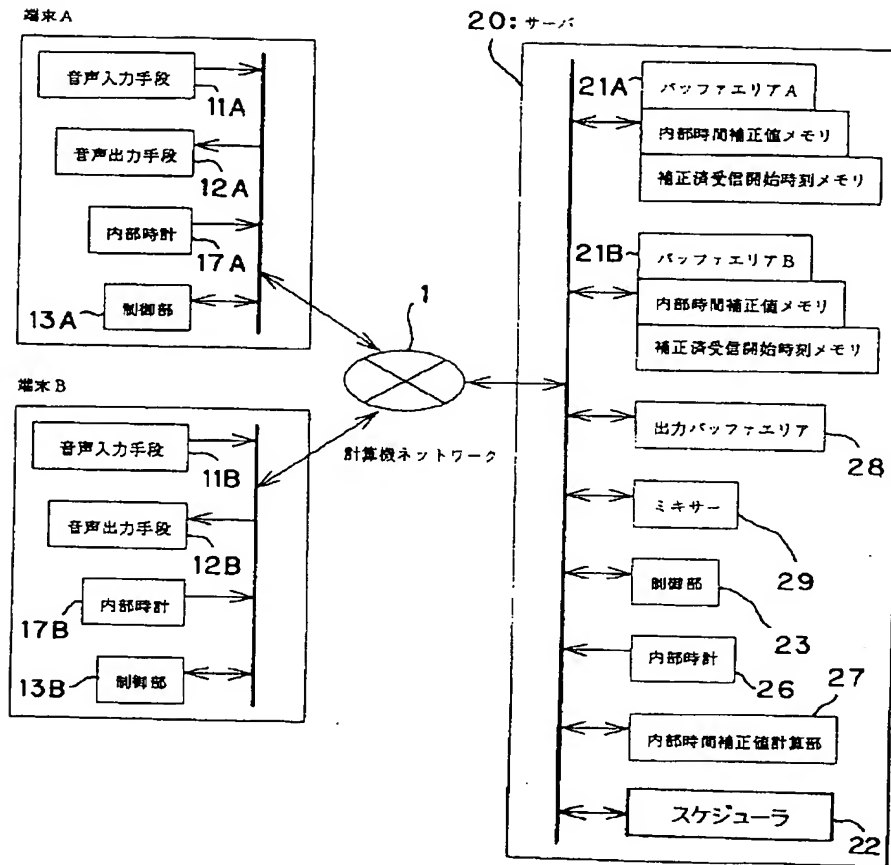 端末A
音声入力手段
11A
音声出力手段
12A
内部時計
17A
制御部
13A
端末B
音声入力手段
11B
音声出力手段
12B
内部時計
17B
制御部
13B
1
計算機ネットワーク
20:サーバ
21A
バッファエリアA
内部時間補正値メモリ
補正済受信開始時刻メモリ
21B
バッファエリアB
内部時間補正値メモリ
補正済受信開始時刻メモリ
出力バッファエリア
28
ミキサー
29
制御部
23
内部時計
26
27
内部時間補正値計算部
スケジューラ
22